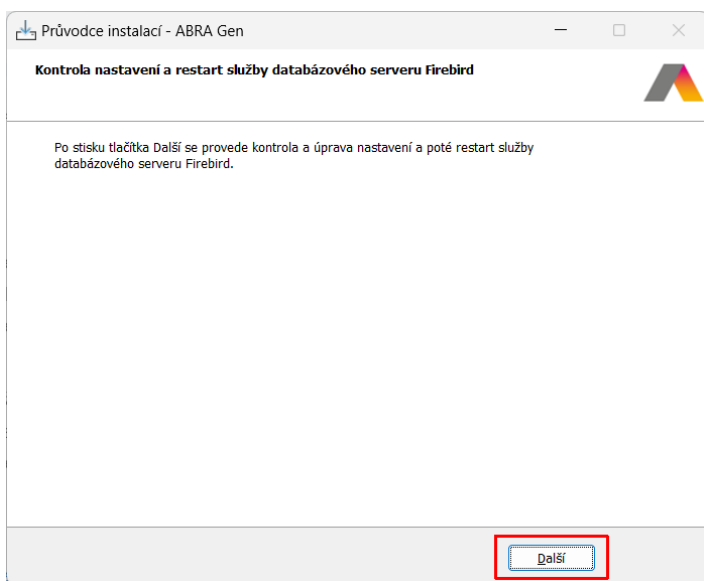 Průvodce instalací - ABRA Gen
Kontrola nastavení a restart služby databázového serveru Firebird
Po stisku tlačítka Další se provede kontrola a úprava nastavení a poté restart služby
databázového serveru Firebird.
Další